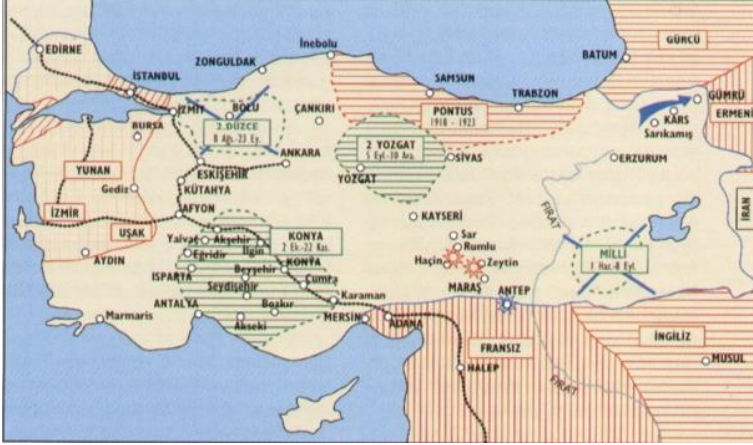 EDİRNE
İSTANBUL
ZONGULDAK
İnebolu
BATUM
GÜRCÜ
SAMSUN
TRABZON
GÜMRÜ
KARS
Sarıkamış
ERMENİ
İZMİT
BOLU
2.DÜZCE
8 Ağs.-23 Ey.
ÇANKIRI
PONTUS
1918 - 1923
BURSA
ANKARA
2 YOZGAT
5 Eyl.-30 Ara.
YOZGAT
SİVAS
ERZURUM
YUNAN
ESKİŞEHİR
Gediz
KÜTAHYA
AFYON
İZMİR
UŞAK
AYDIN
KAYSERİ
FIRAT
İRAN
KONYA
2 Ek.-22 Kas.
Yalvaç
Akşehir
Ilgın
Eğridir
KONYA
ISPARTA
Beyşehir
Çumra
Seydişehir
Sar
Rumlu
Haçin
Zeytin
MARAŞ
MİLLİ
1 Haz.-8 Eyl.
ANTALYA
Bozkır
Akseki
Karaman
MERSİN
ADANA
ANTEP
Marmaris
FRANSIZ
İNGİLİZ
HALEP
FIRAT
MUSUL